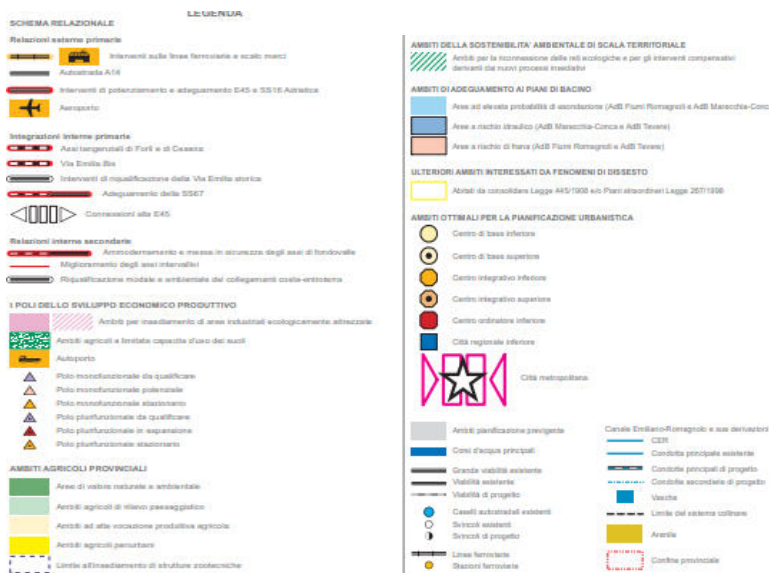 LEGENDA
SCHEMA RELAZIONALE
Relazioni esterne primarie
Interventi sulle linee ferroviarie e scalo merci
Autostrada A14
Interventi di potenziamento e adeguamento E45 e SS16 Adriatica
Aeroporto
Integrazioni interne primarie
Assi tangenziali di Forlì e di Cesena
Via Emilia Bis
Interventi di riqualificazione della Via Emilia storica
Adeguamento della SS67
Connessioni alla E45
Relazioni interne secondarie
Ammodernamento e messa in sicurezza degli assi di fondovalle
Miglioramento degli assi intervallivi
Riqualificazione modale e ambientale dei collegamenti costa-entroterra
I POLI DELLO SVILUPPO ECONOMICO PRODUTTIVO
Ambiti per insediamento di aree industriali ecologicamente attrezzate
Ambiti agricoli a limitata capacità d'uso dei suoli
Autoporto
Polo monofunzionale da qualificare
Polo monofunzionale potenziale
Polo monofunzionale stazionario
Polo plurifunzionale da qualificare
Polo plurifunzionale in espansione
Polo plurifunzionale stazionario
AMBITI AGRICOLI PROVINCIALI
Aree di valore naturale e ambientale
Ambiti agricoli di rilievo paesaggistico
Ambiti ad alta vocazione produttiva agricola
Ambiti agricoli periurbani
Limite all'insediamento di strutture zootecniche
AMBITI DELLA SOSTENIBILITA' AMBIENTALE DI SCALA TERRITORIALE
Ambiti per la riconnessione delle reti ecologiche e per gli interventi compensativi
derivanti dai nuovi processi insediativi
AMBITI DI ADEGUAMENTO AI PIANI DI BACINO
Aree ad elevata probabilità di esondazione (AdB Fiumi Romagnoli e AdB Marecchia-Conc
Aree a rischio idraulico (AdB Marecchia-Conca e AdB Tevere)
Aree a rischio di frana (AdB Fiumi Romagnoli e AdB Tevere)
ULTERIORI AMBITI INTERESSATI DA FENOMENI DI DISSESTO
Abitati da consolidare Legge 445/1908 e/o Piani straordinari Legge 267/1998
AMBITI OTTIMALI PER LA PIANIFICAZIONE URBANISTICA
Centro di base inferiore
Centro di base superiore
Centro integrativo inferiore
Centro integrativo superiore
Centro ordinatore inferiore
Città regionale inferiore
Città metropolitana
Ambiti pianificazione previgente
Corsi d'acqua principali
Grande viabilità esistente
Viabilità esistente
Viabilità di progetto
Caselli autostradali esistenti
Svincoli esistenti
Svincoli di progetto
Linee ferroviarie
Stazioni ferroviarie
Canale Emiliano-Romagnolo e sue derivazioni
CER
Condotta principale esistente
Condotte principali di progetto
Condotte secondarie di progetto
Vasche
Limite del sistema collinare
Arenile
Confine provinciale